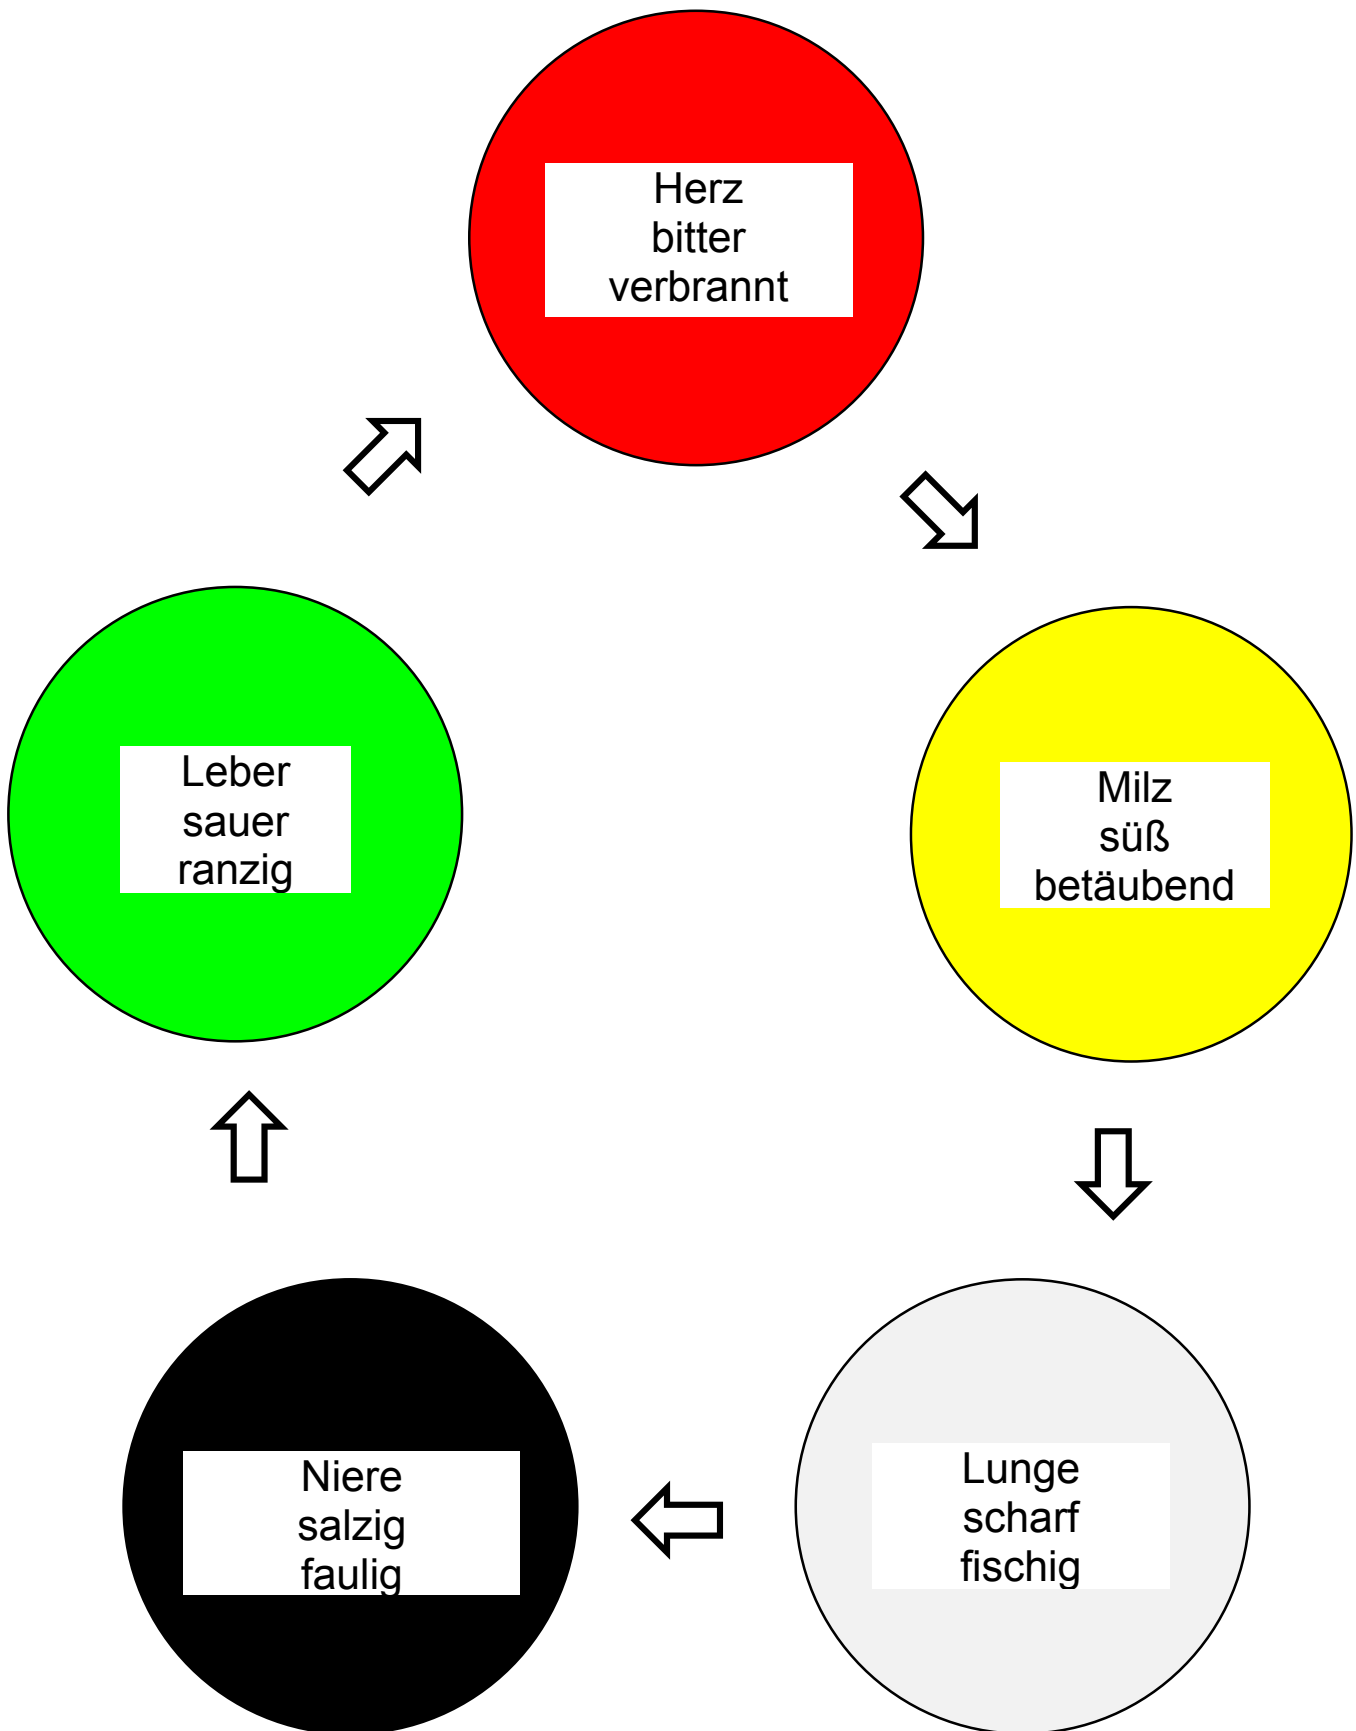 Herz
bitter
verbrannt
Leber
sauer
ranzig
Milz
süß
betäubend
Niere
salzig
faulig
Lunge
scharf
fischig